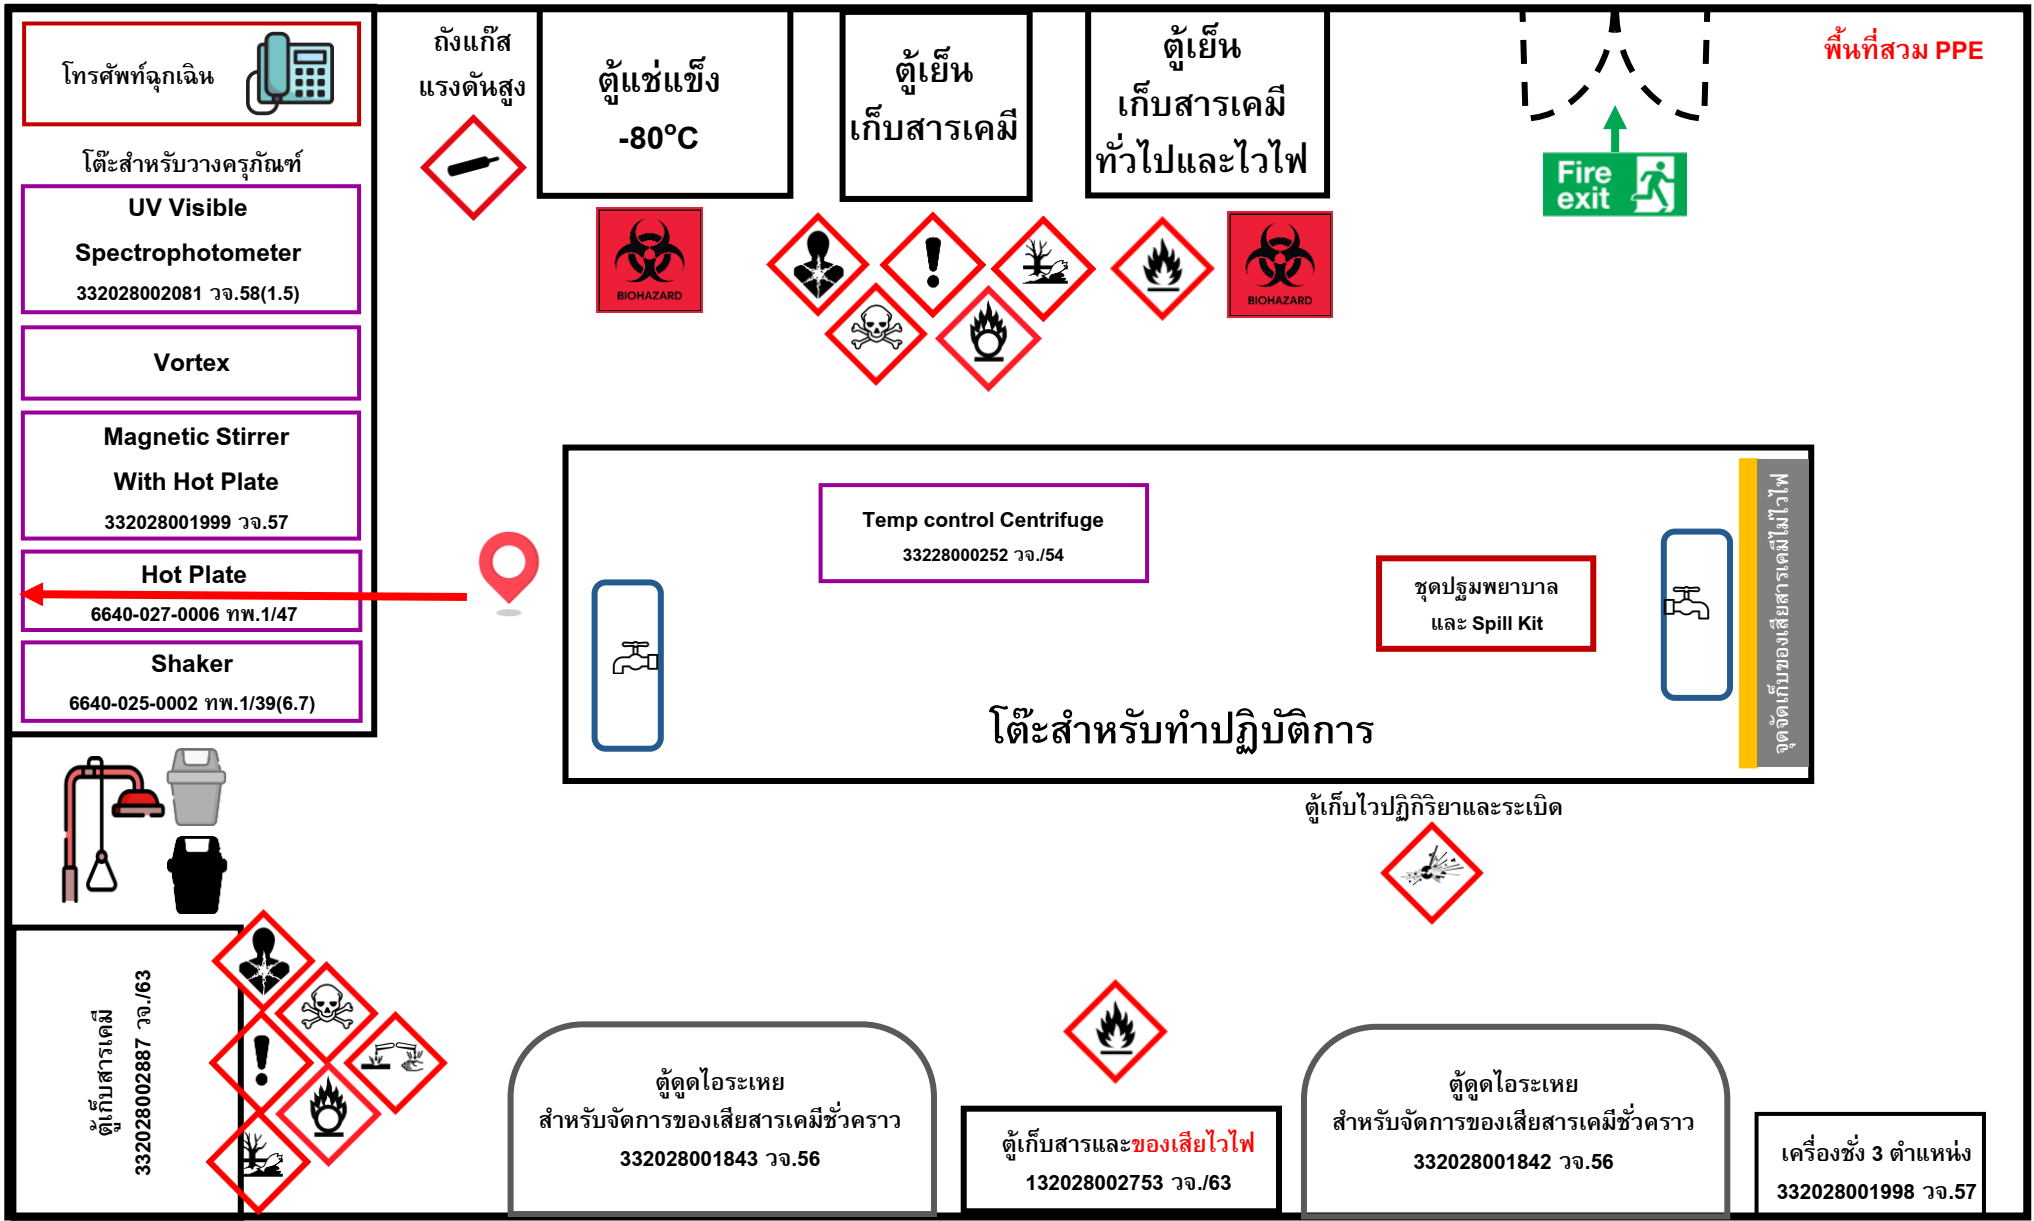 โทรศัพท์ฉุกเฉิน
โต๊ะสำหรับวางครุภัณฑ์
UV Visible
Spectrophotometer
332028002081 วจ.58(1.5)
Vortex
Magnetic Stirrer
With Hot Plate
332028001999 วจ.57
Hot Plate
6640-027-0006 ทพ.1/47
Shaker
6640-025-0002 ทพ.1/39(6.7)
ถังแก๊ส
แรงดันสูง
ตู้แช่แข็ง
-80°C
BIOHAZARD
ตู้เย็น
เก็บสารเคมี
ตู้เย็น
เก็บสารเคมี
ทั่วไปและไวไฟ
BIOHAZARD
Fire
exit
พื้นที่สวม PPE
Temp control Centrifuge
33228000252 วจ./54
ชุดปฐมพยาบาล
และ Spill Kit
โต๊ะสำหรับทำปฏิบัติการ
จุดจัดเก็บของเสียสารเคมีไม่ไวไฟ
ตู้เก็บไวปฏิกิริยาและระเบิด
ตู้เก็บสารเคมี
332028002887 วจ./63
ตู้ดูดไอระเหย
สำหรับจัดการของเสียสารเคมีชั่วคราว
332028001843 วจ.56
ตู้เก็บสารและของเสียไวไฟ
132028002753 วจ./63
ตู้ดูดไอระเหย
สำหรับจัดการของเสียสารเคมีชั่วคราว
332028001842 วจ.56
เครื่องชั่ง 3 ตำแหน่ง
332028001998 วจ.57